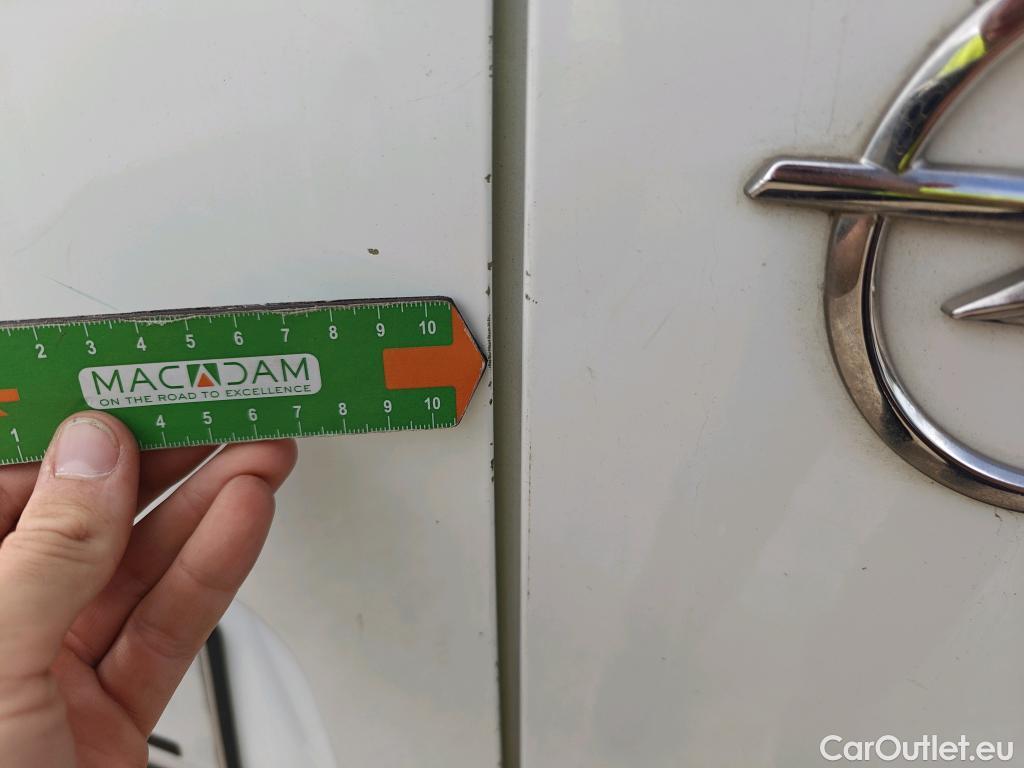 2 3 4 5 6 7 8 9 10
MACADAM
ON THE ROAD TO EXCELLENCE
1 4 5 6 7 8 9 10
CarOutlet.eu